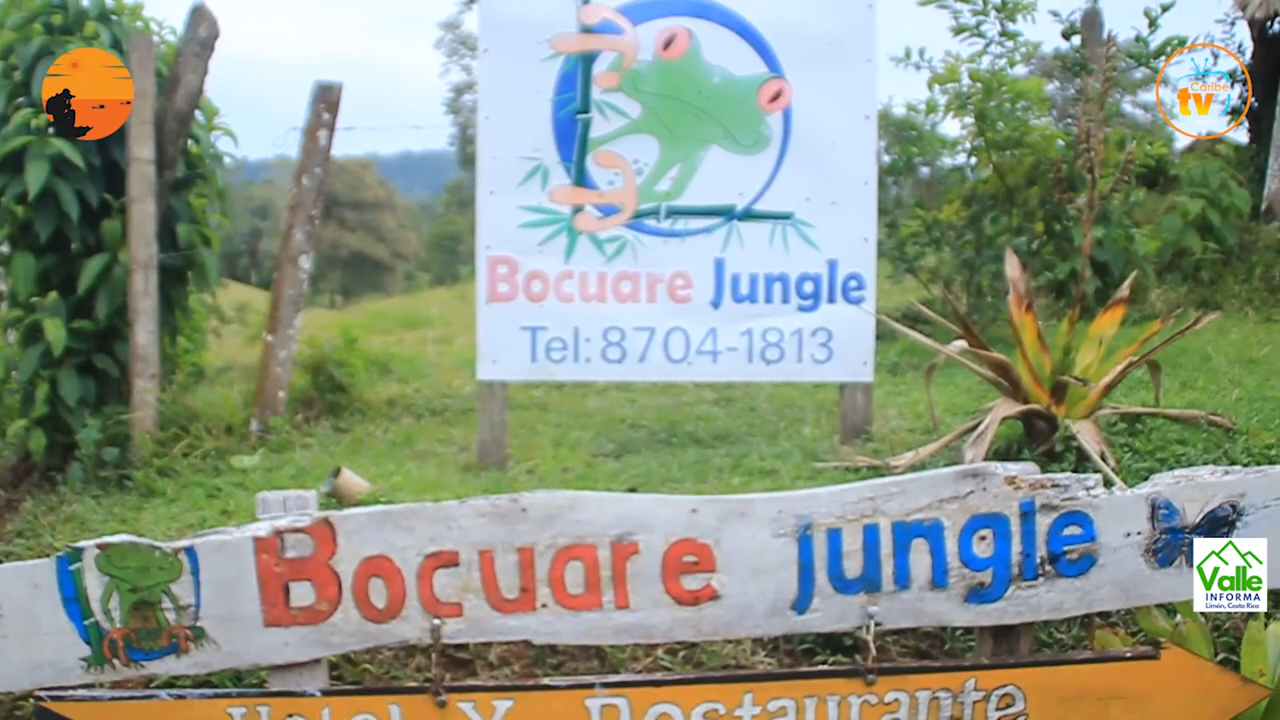 Caribe
tv
Bocuare Jungle
Tel: 8704-1813
Bocuare jungle
Valle
INFORMA
Limón, Costa Rica
Hotel Y Restaurante